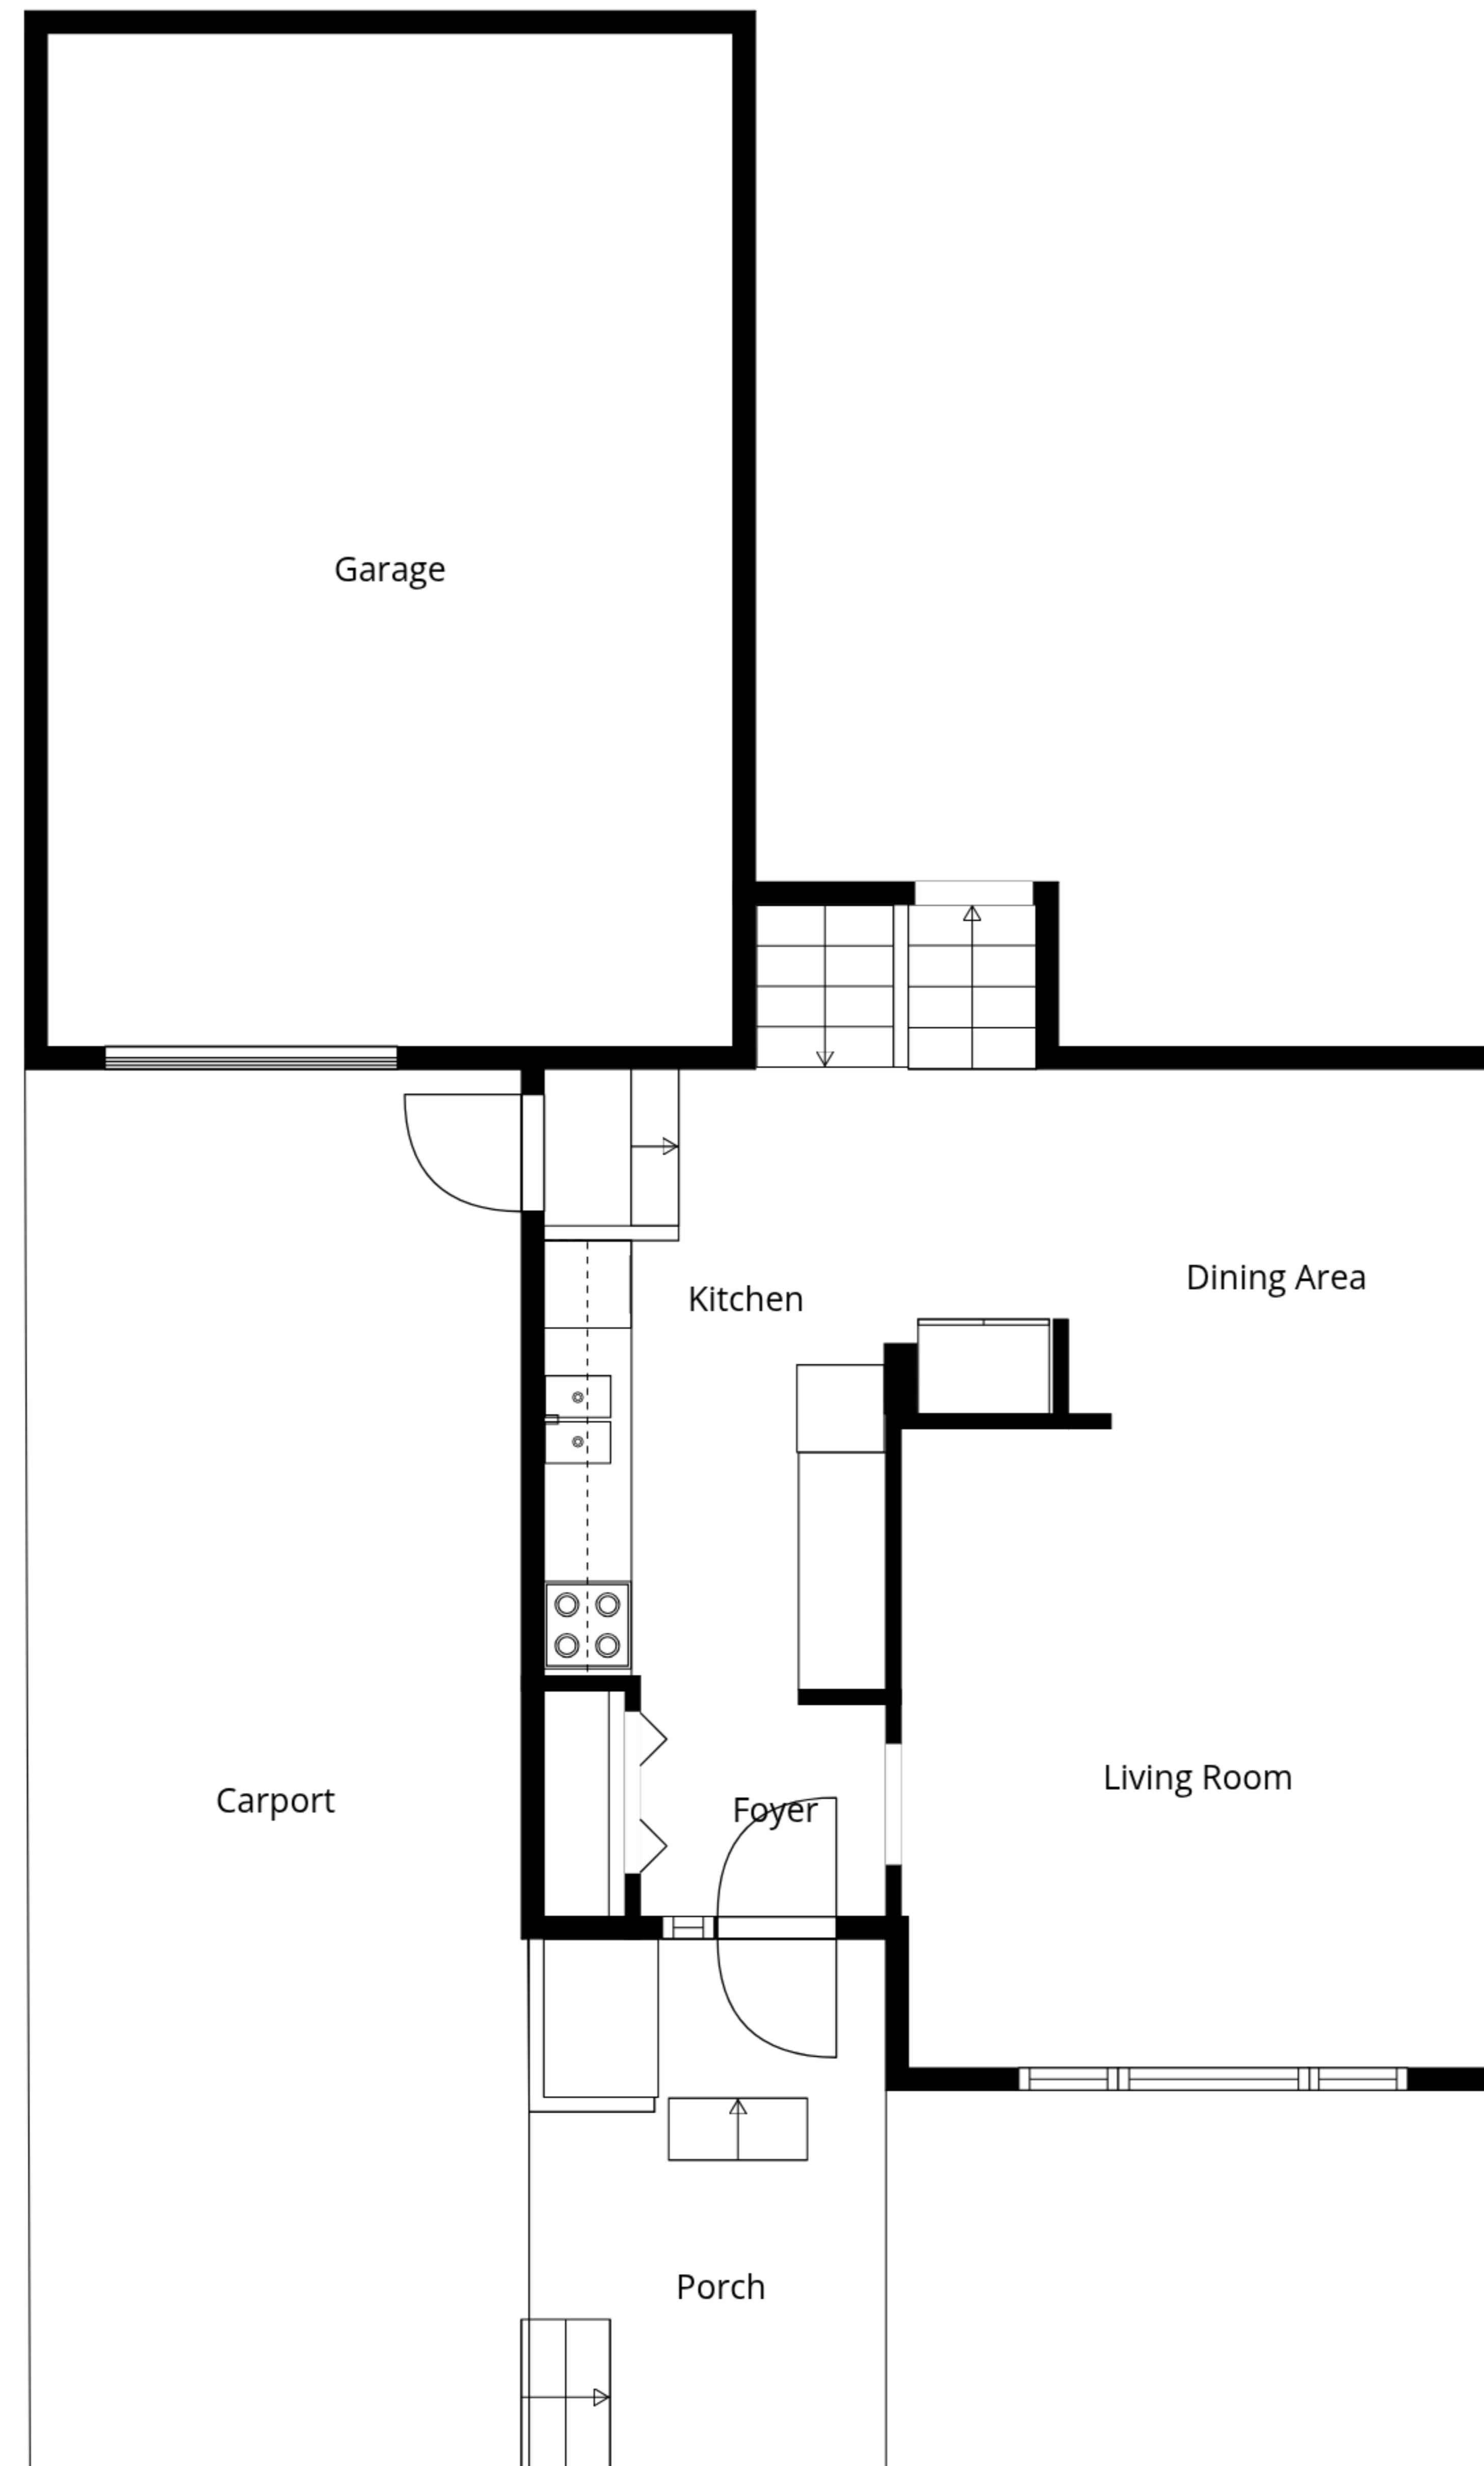 Garage
Dining Area
Kitchen
Living Room
Carport
Foyer
Porch